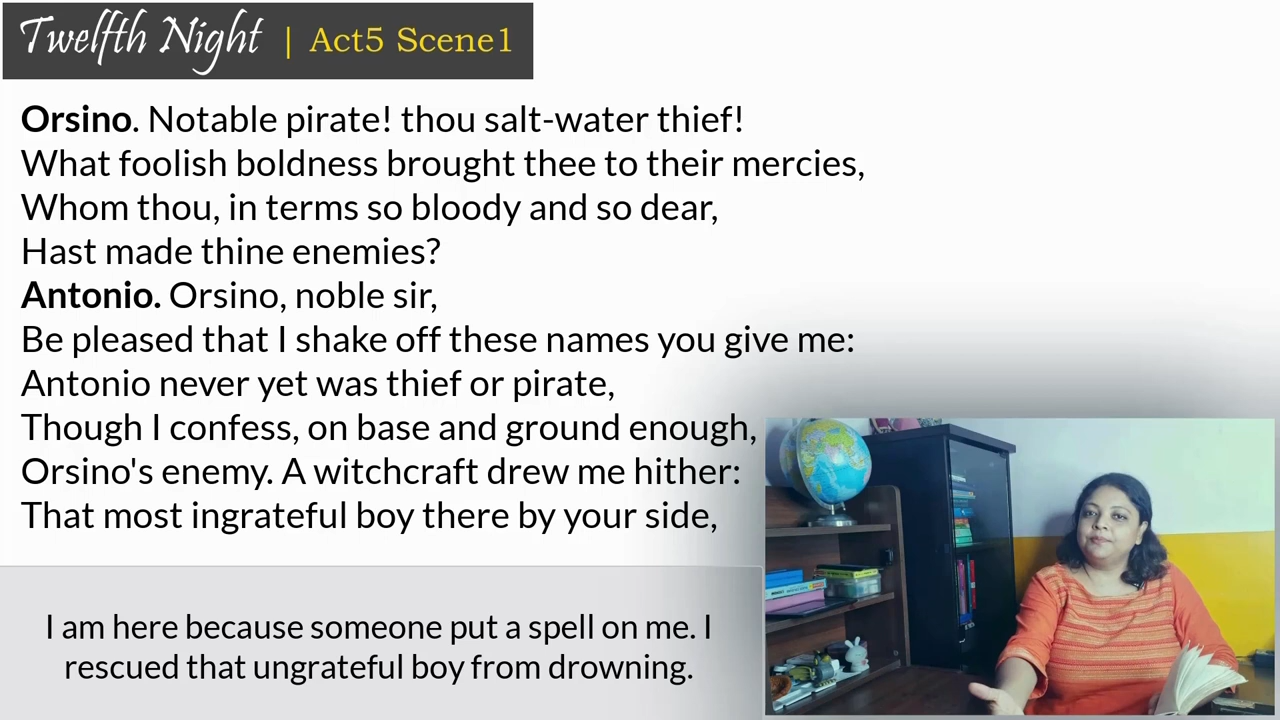 Twelfth Night | Act5 Scene1
Orsino. Notable pirate! thou salt-water thief!
What foolish boldness brought thee to their mercies,
Whom thou, in terms so bloody and so dear,
Hast made thine enemies?
Antonio. Orsino, noble sir,
Be pleased that I shake off these names you give me:
Antonio never yet was thief or pirate,
Though I confess, on base and ground enough,
Orsino's enemy. A witchcraft drew me hither:
That most ingrateful boy there by your side,
I am here because someone put a spell on me. I
rescued that ungrateful boy from drowning.